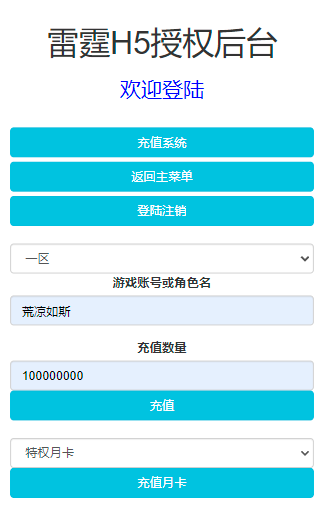 雷霆H5授权后台
欢迎登陆
充值系统
返回主菜单
登陆注销
一区
游戏账号或角色名
荒凉如斯
充值数量
100000000
充值
特权月卡
充值月卡